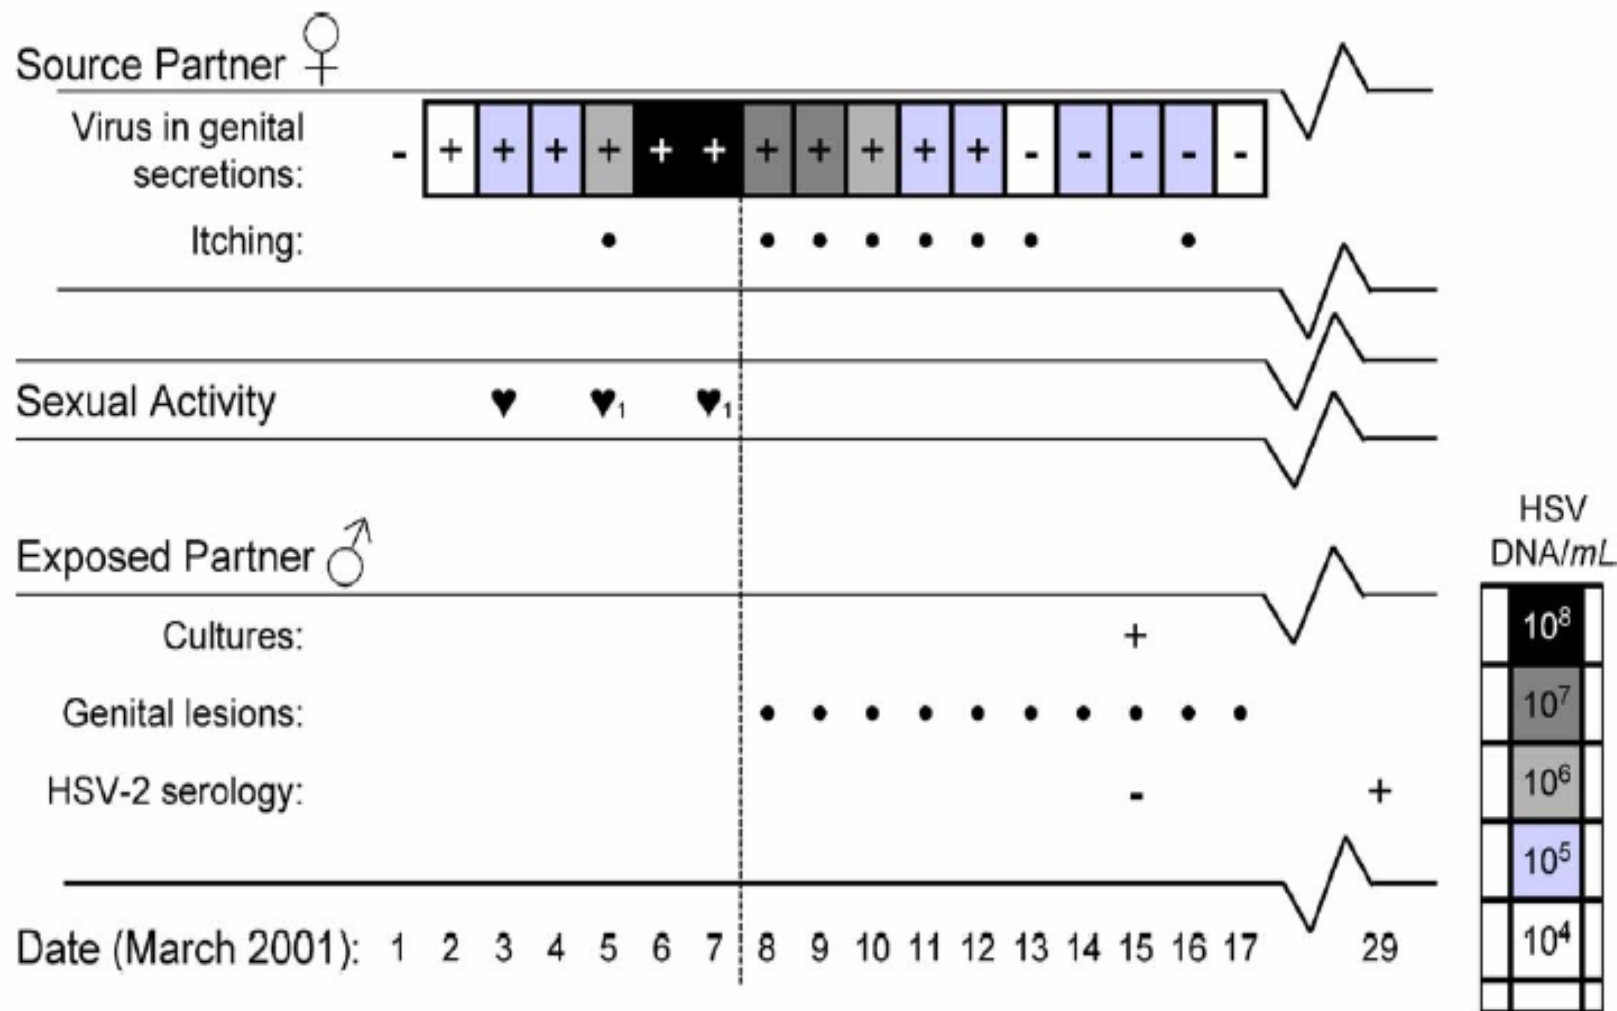 Source Partner ♀
Virus in genital
secretions:
- + + + + + + + + + + + - - - - -
Itching:
Sexual Activity
♥ ♥1 ♥1
Exposed Partner ♂
Cultures:
+
Genital lesions:
HSV-2 serology:
- +
Date (March 2001): 1 2 3 4 5 6 7 8 9 10 11 12 13 14 15 16 17 29
HSV
DNA/mL
10⁸
10⁷
10⁶
10⁵
10⁴